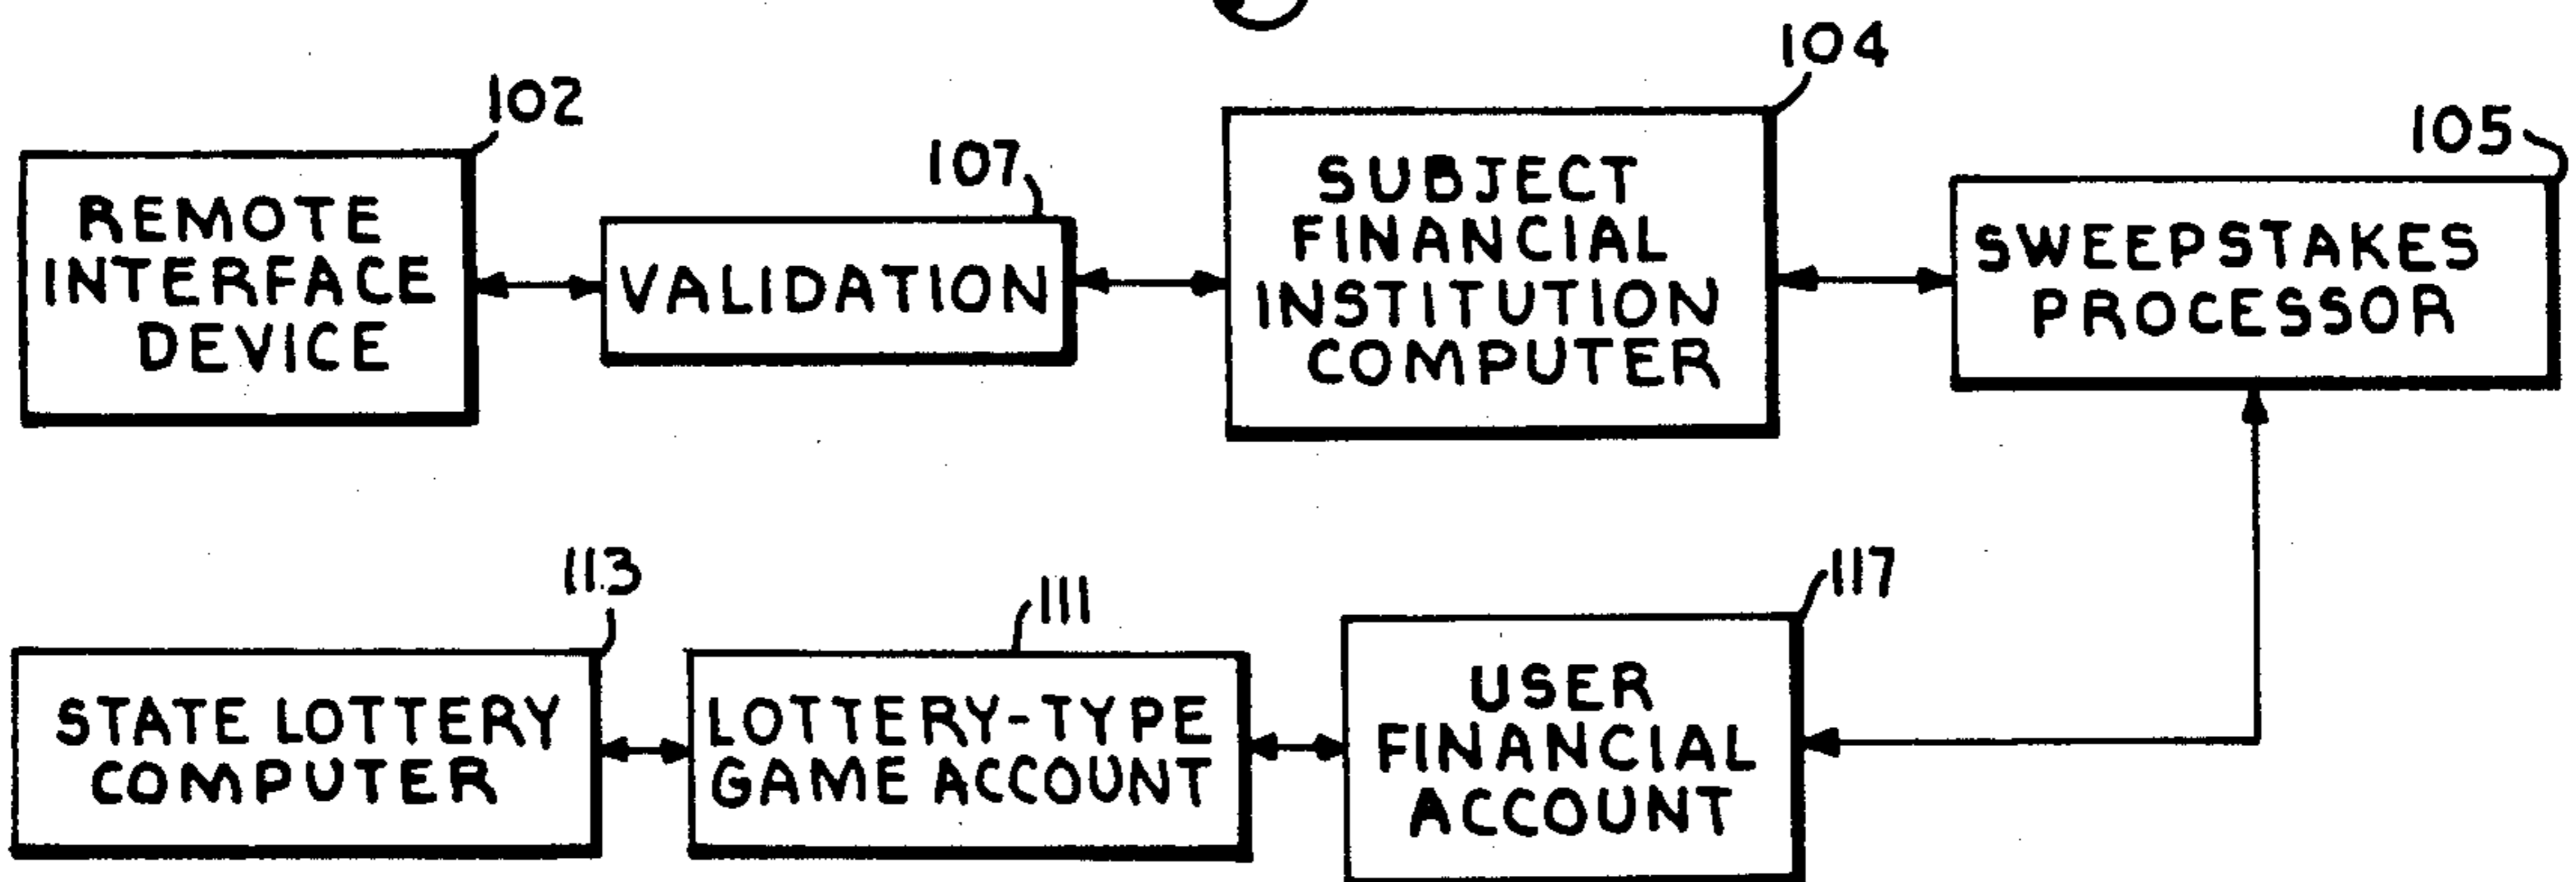 102
REMOTE
INTERFACE
DEVICE
107
VALIDATION
104
SUBJECT
FINANCIAL
INSTITUTION
COMPUTER
105
SWEEPSTAKES
PROCESSOR
113
STATE LOTTERY
COMPUTER
111
LOTTERY-TYPE
GAME ACCOUNT
117
USER
FINANCIAL
ACCOUNT